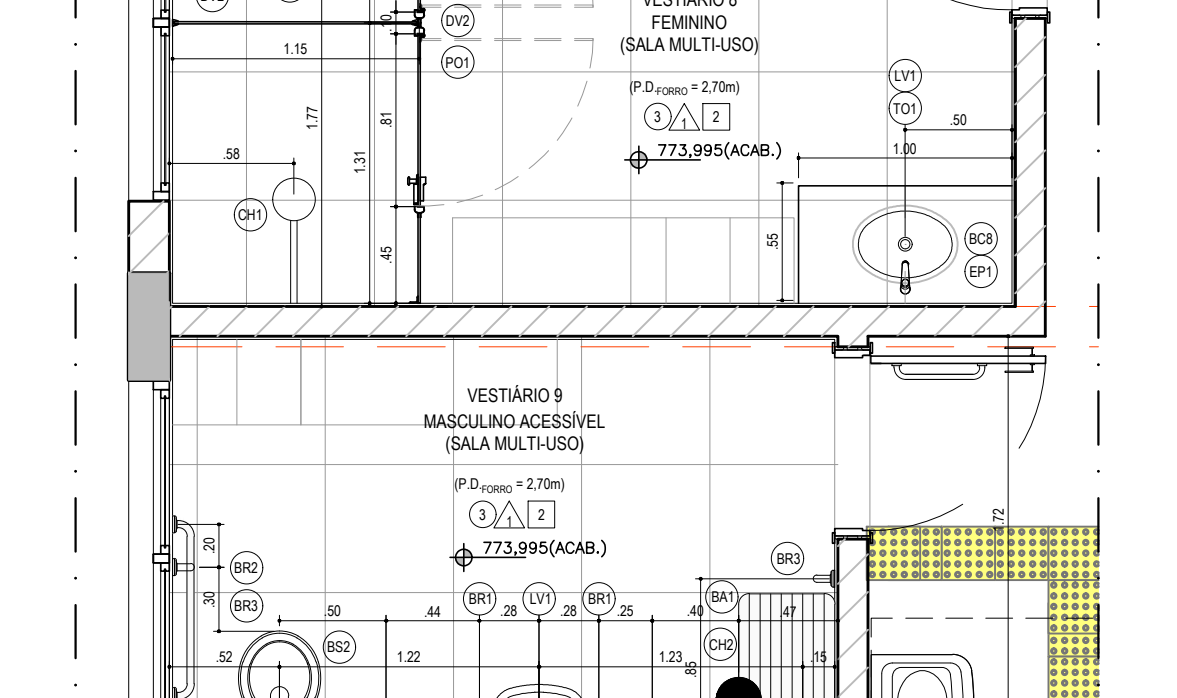 VESTIÁRIO 8
FEMININO
(SALA MULTI-USO)
(P.D.FORRO = 2,70m)
3 1 2
773,995(ACAB.)
DV2
PO1
1.15
1.77
.81
1.31
.58
CH1
.45
LV1
TO1
.50
1.00
.55
BC8
EP1
VESTIÁRIO 9
MASCULINO ACESSÍVEL
(SALA MULTI-USO)
(P.D.FORRO = 2,70m)
3 1 2
773,995(ACAB.)
1.72
.20
BR2
BR3
.30
BR3
BR1 LV1 BR1 BA1
.50 .44 .28 .28 .25 .40 .47
BS2
CH2
.52 1.22 1.23 .15
.85